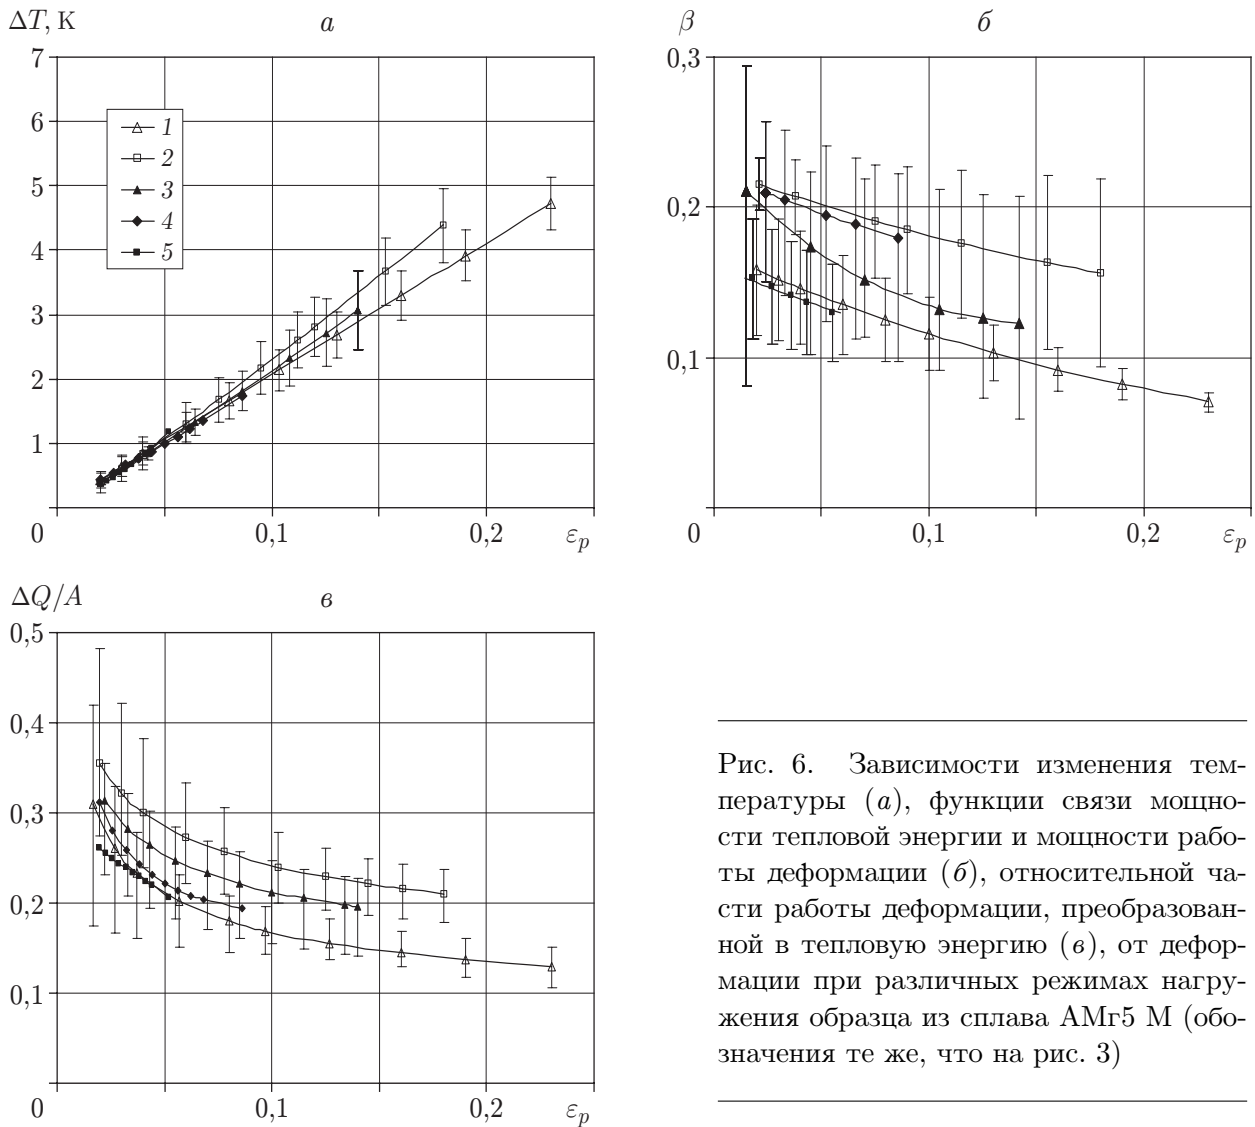 ΔT, К
а
7
6
5
4
3
2
1
0
0,1
0,2
εp
1
2
3
4
5
β
б
0,3
0,2
0,1
0
0,1
0,2
εp
ΔQ/A
в
0,5
0,4
0,3
0,2
0,1
0
0,1
0,2
εp
Рис. 6. Зависимости изменения тем-
пературы (а), функции связи мощно-
сти тепловой энергии и мощности рабо-
ты деформации (б), относительной ча-
сти работы деформации, преобразован-
ной в тепловую энергию (в), от дефор-
мации при различных режимах нагру-
жения образца из сплава АМг5 М (обо-
значения те же, что на рис. 3)